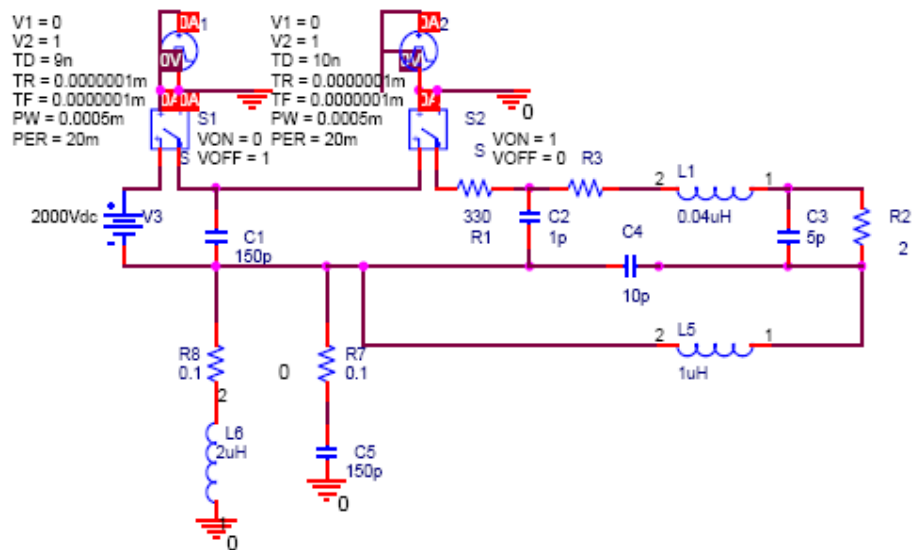 V1 = 0
V2 = 1
TD = 9n
TR = 0.0000001m
TF = 0.0000001m
PW = 0.0005m
PER = 20m
0A
1
0V
0A
0A
S1
VON = 0
VOFF = 1
S
V1 = 0
V2 = 1
TD = 10n
TR = 0.0000001m
TF = 0.0000001m
PW = 0.0005m
PER = 20m
0A
2
0V
0
0A
S2
VON = 1
VOFF = 0
S
2000Vdc
V3
C1
150p
330
R1
R3
C2
1p
C4
10p
2
L1
1
0.04uH
C3
5p
R2
2
R8
0.1
2
L6
2uH
1
0
0
R7
0.1
C5
150p
0
2
L5
1
1uH